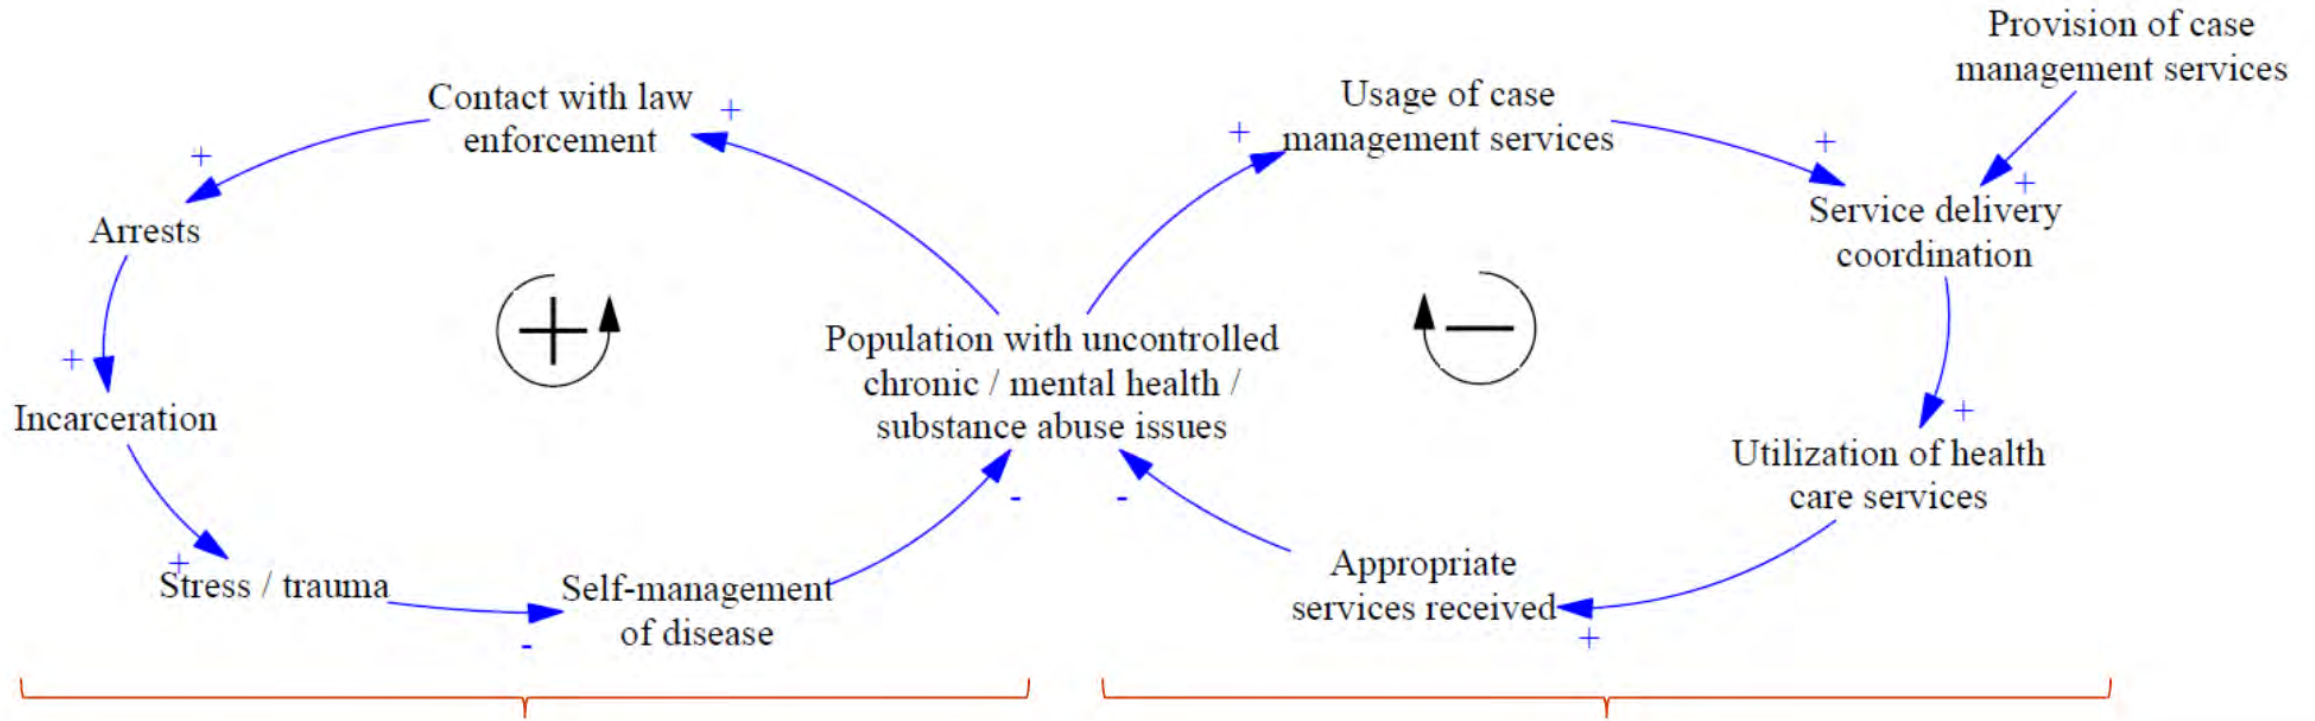 Provision of case
management services
Contact with law
enforcement
+
Usage of case
management services
+
+
+
+
Arrests
Service delivery
coordination
+
+
−
Population with uncontrolled
chronic / mental health /
substance abuse issues
Incarceration
+
Utilization of health
care services
-
-
+
Stress / trauma
Self-management
of disease
Appropriate
services received
-
+